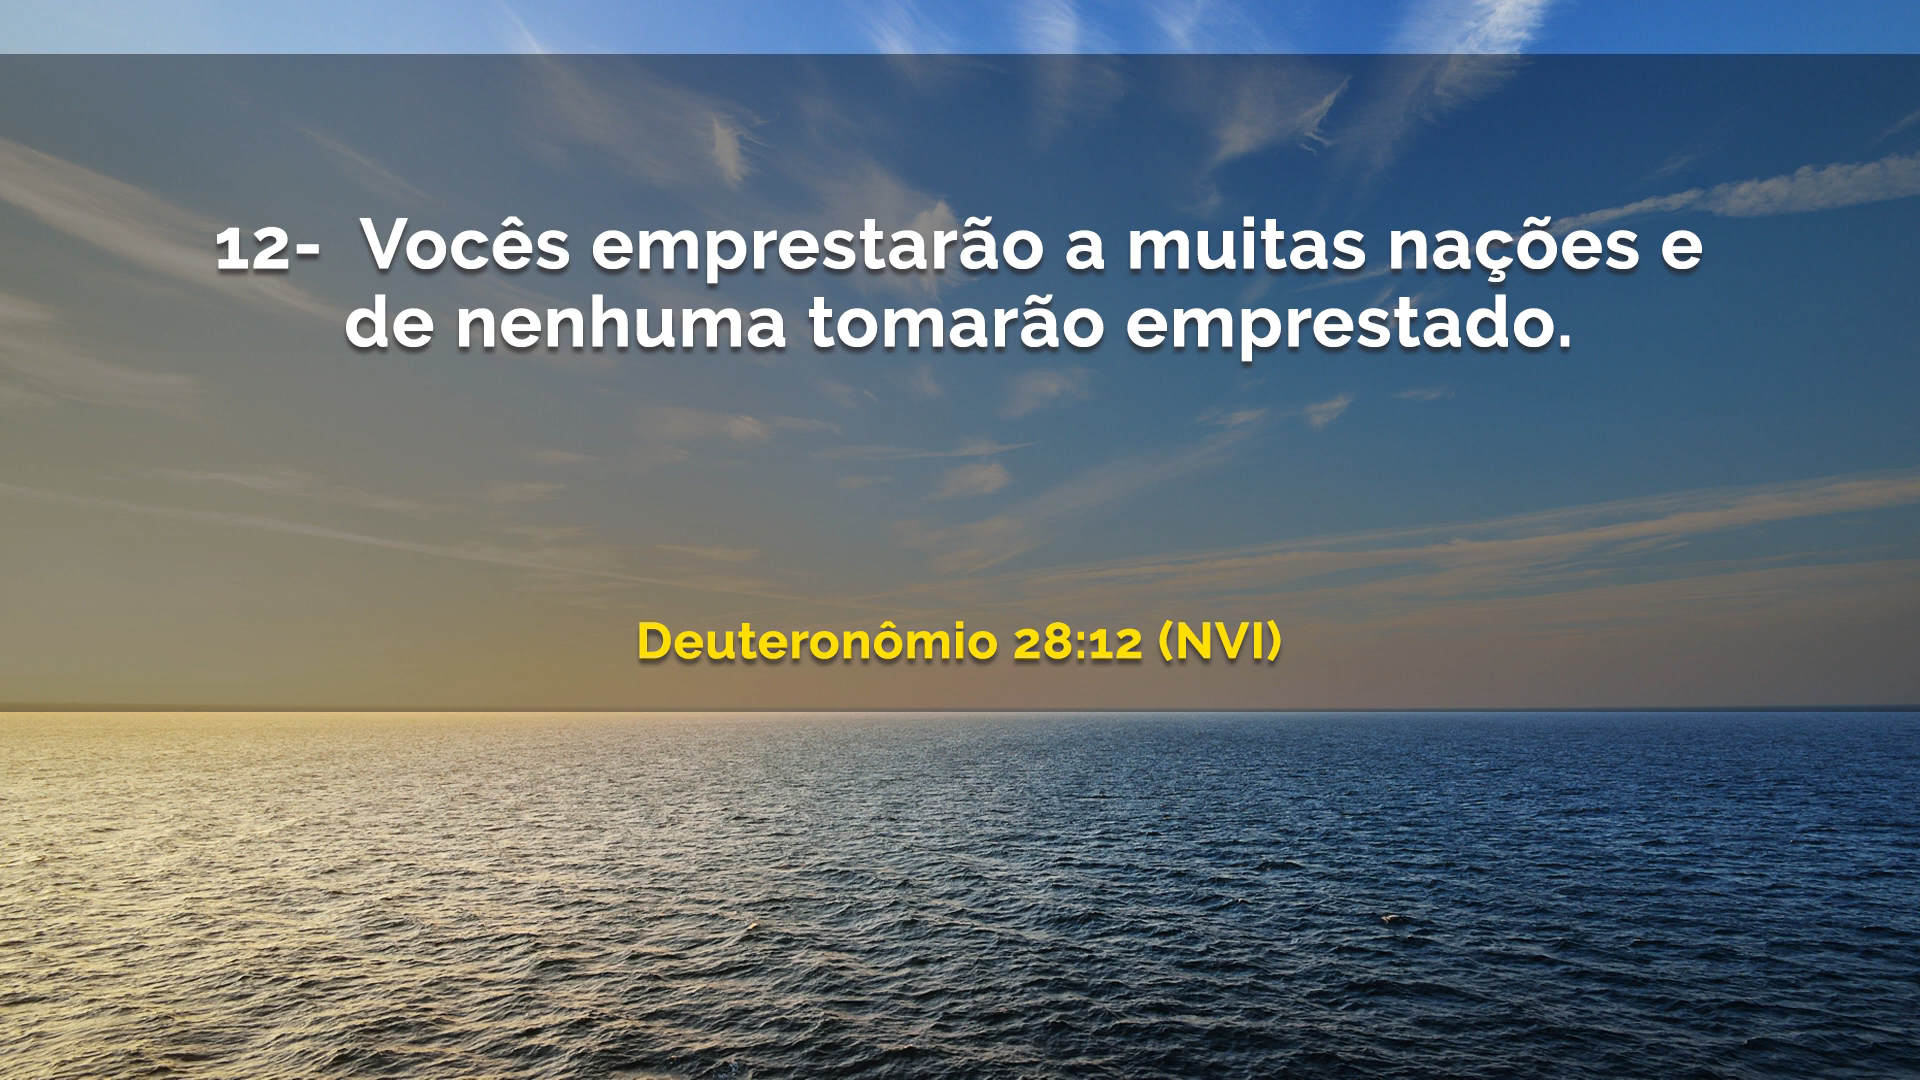 12-  Vocês emprestarão a muitas nações e
de nenhuma tomarão emprestado.
Deuteronômio 28:12 (NVI)